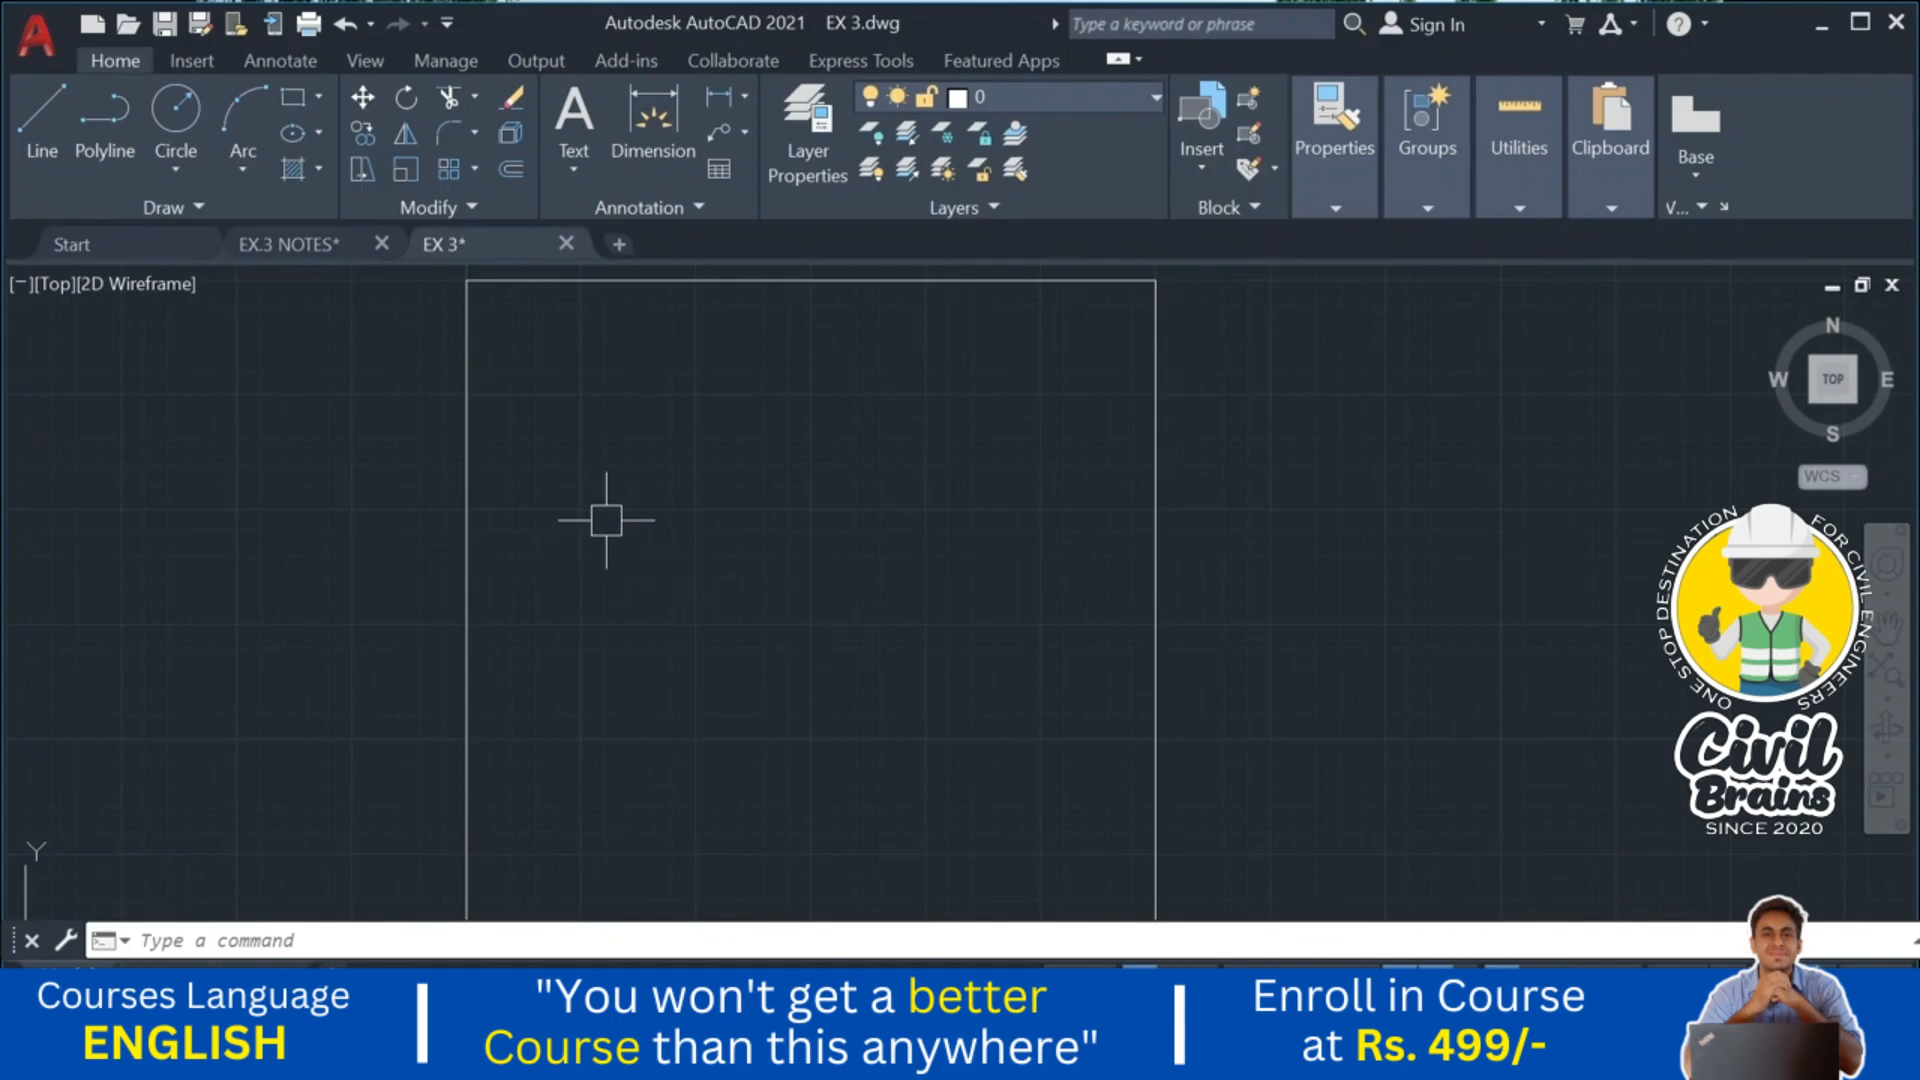 Autodesk AutoCAD 2021 EX 3.dwg
Type a keyword or phrase
Sign In
Home Insert Annotate View Manage Output Add-ins Collaborate Express Tools Featured Apps
Line Polyline Circle Arc
Draw
Modify
Text Dimension
Annotation
Layer
Properties
0
Layers
Insert
Block
Properties
Groups
Utilities
Clipboard
Base
V...
Start EX.3 NOTES* EX 3*
[−][Top][2D Wireframe]
N
W TOP E
S
WCS
ONE STOP DESTINATION FOR CIVIL ENGINEERS
Civil
Brains
SINCE 2020
Y
Type a command
Courses Language
ENGLISH
"You won't get a better
Course than this anywhere"
Enroll in Course
at Rs. 499/-